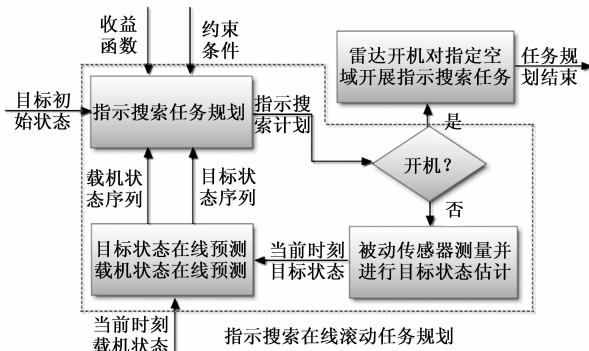 收益
函数
约束
条件
雷达开机对指定空
域开展指示搜索任务
任务规
划结束
目标初
始状态
指示搜索任务规划
指示搜
索计划
是
开机？
否
载机状
态序列
目标状
态序列
目标状态在线预测
载机状态在线预测
当前时刻
目标状态
被动传感器测量并
进行目标状态估计
当前时刻
载机状态
指示搜索在线滚动任务规划